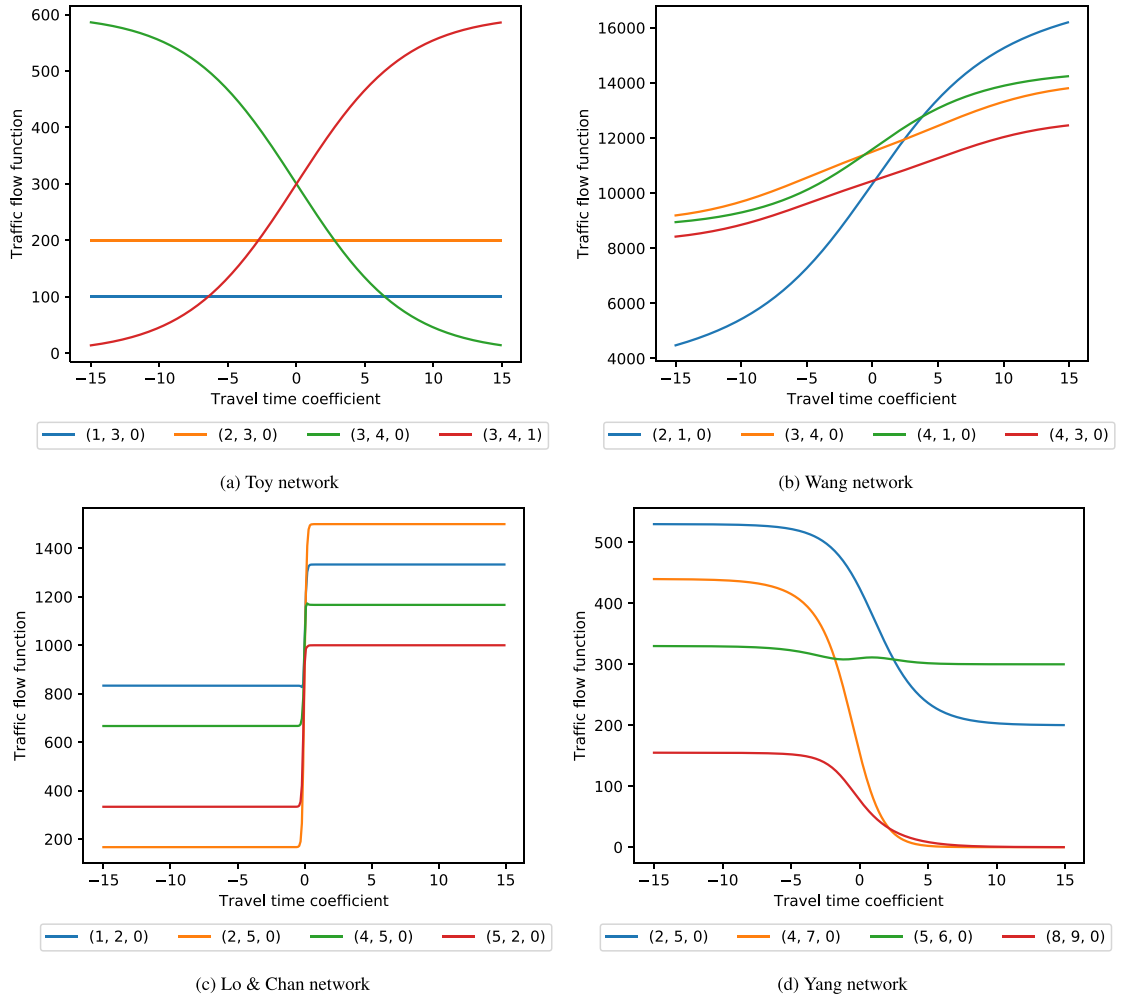 600
500
400
300
200
100
0
Traffic flow function
−15 −10 −5 0 5 10 15
Travel time coefficient
(1, 3, 0) (2, 3, 0) (3, 4, 0) (3, 4, 1)
(a) Toy network
16000
14000
12000
10000
8000
6000
4000
Traffic flow function
−15 −10 −5 0 5 10 15
Travel time coefficient
(2, 1, 0) (3, 4, 0) (4, 1, 0) (4, 3, 0)
(b) Wang network
1400
1200
1000
800
600
400
200
Traffic flow function
−15 −10 −5 0 5 10 15
Travel time coefficient
(1, 2, 0) (2, 5, 0) (4, 5, 0) (5, 2, 0)
(c) Lo & Chan network
500
400
300
200
100
0
Traffic flow function
−15 −10 −5 0 5 10 15
Travel time coefficient
(2, 5, 0) (4, 7, 0) (5, 6, 0) (8, 9, 0)
(d) Yang network